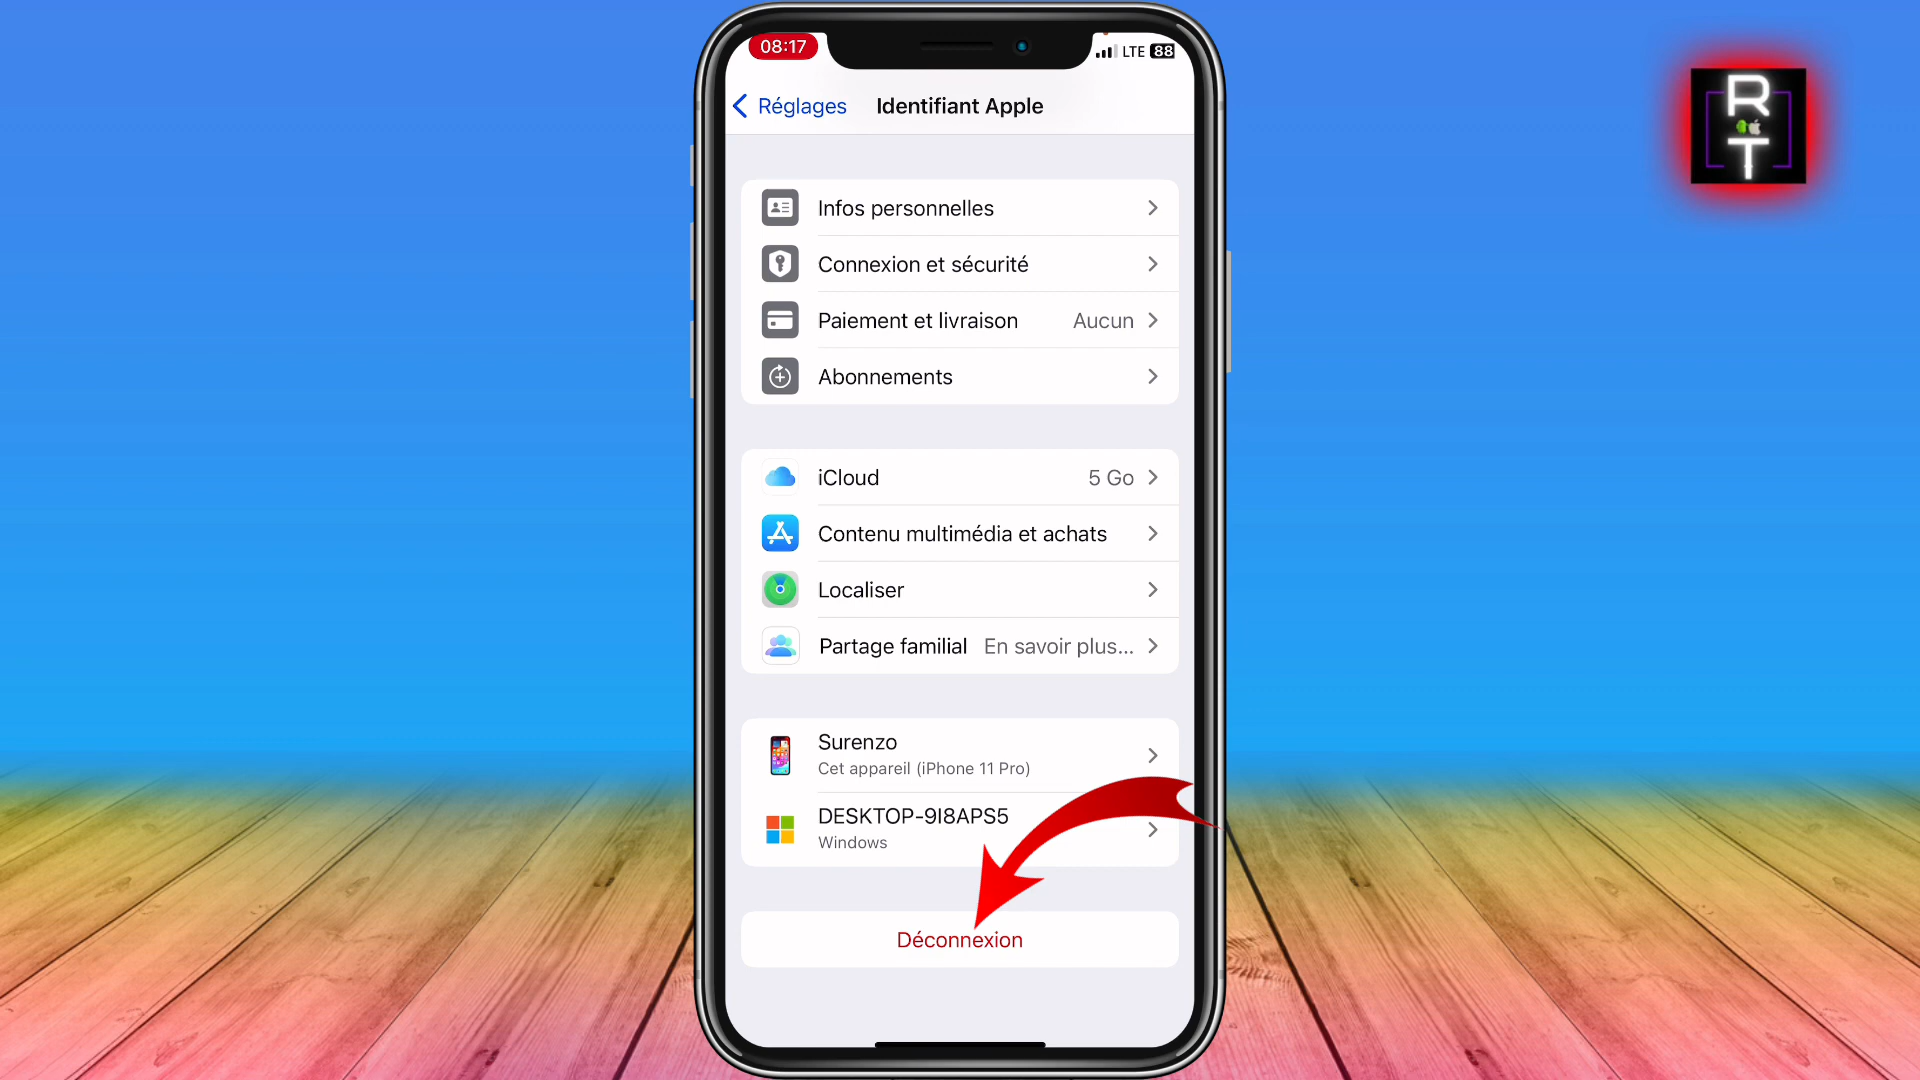 08:17
LTE 88
Réglages
Identifiant Apple
R
T
Infos personnelles
Connexion et sécurité
Paiement et livraison Aucun
Abonnements
iCloud 5 Go
Contenu multimédia et achats
Localiser
Partage familial En savoir plus...
Surenzo
Cet appareil (iPhone 11 Pro)
DESKTOP-9I8APS5
Windows
Déconnexion